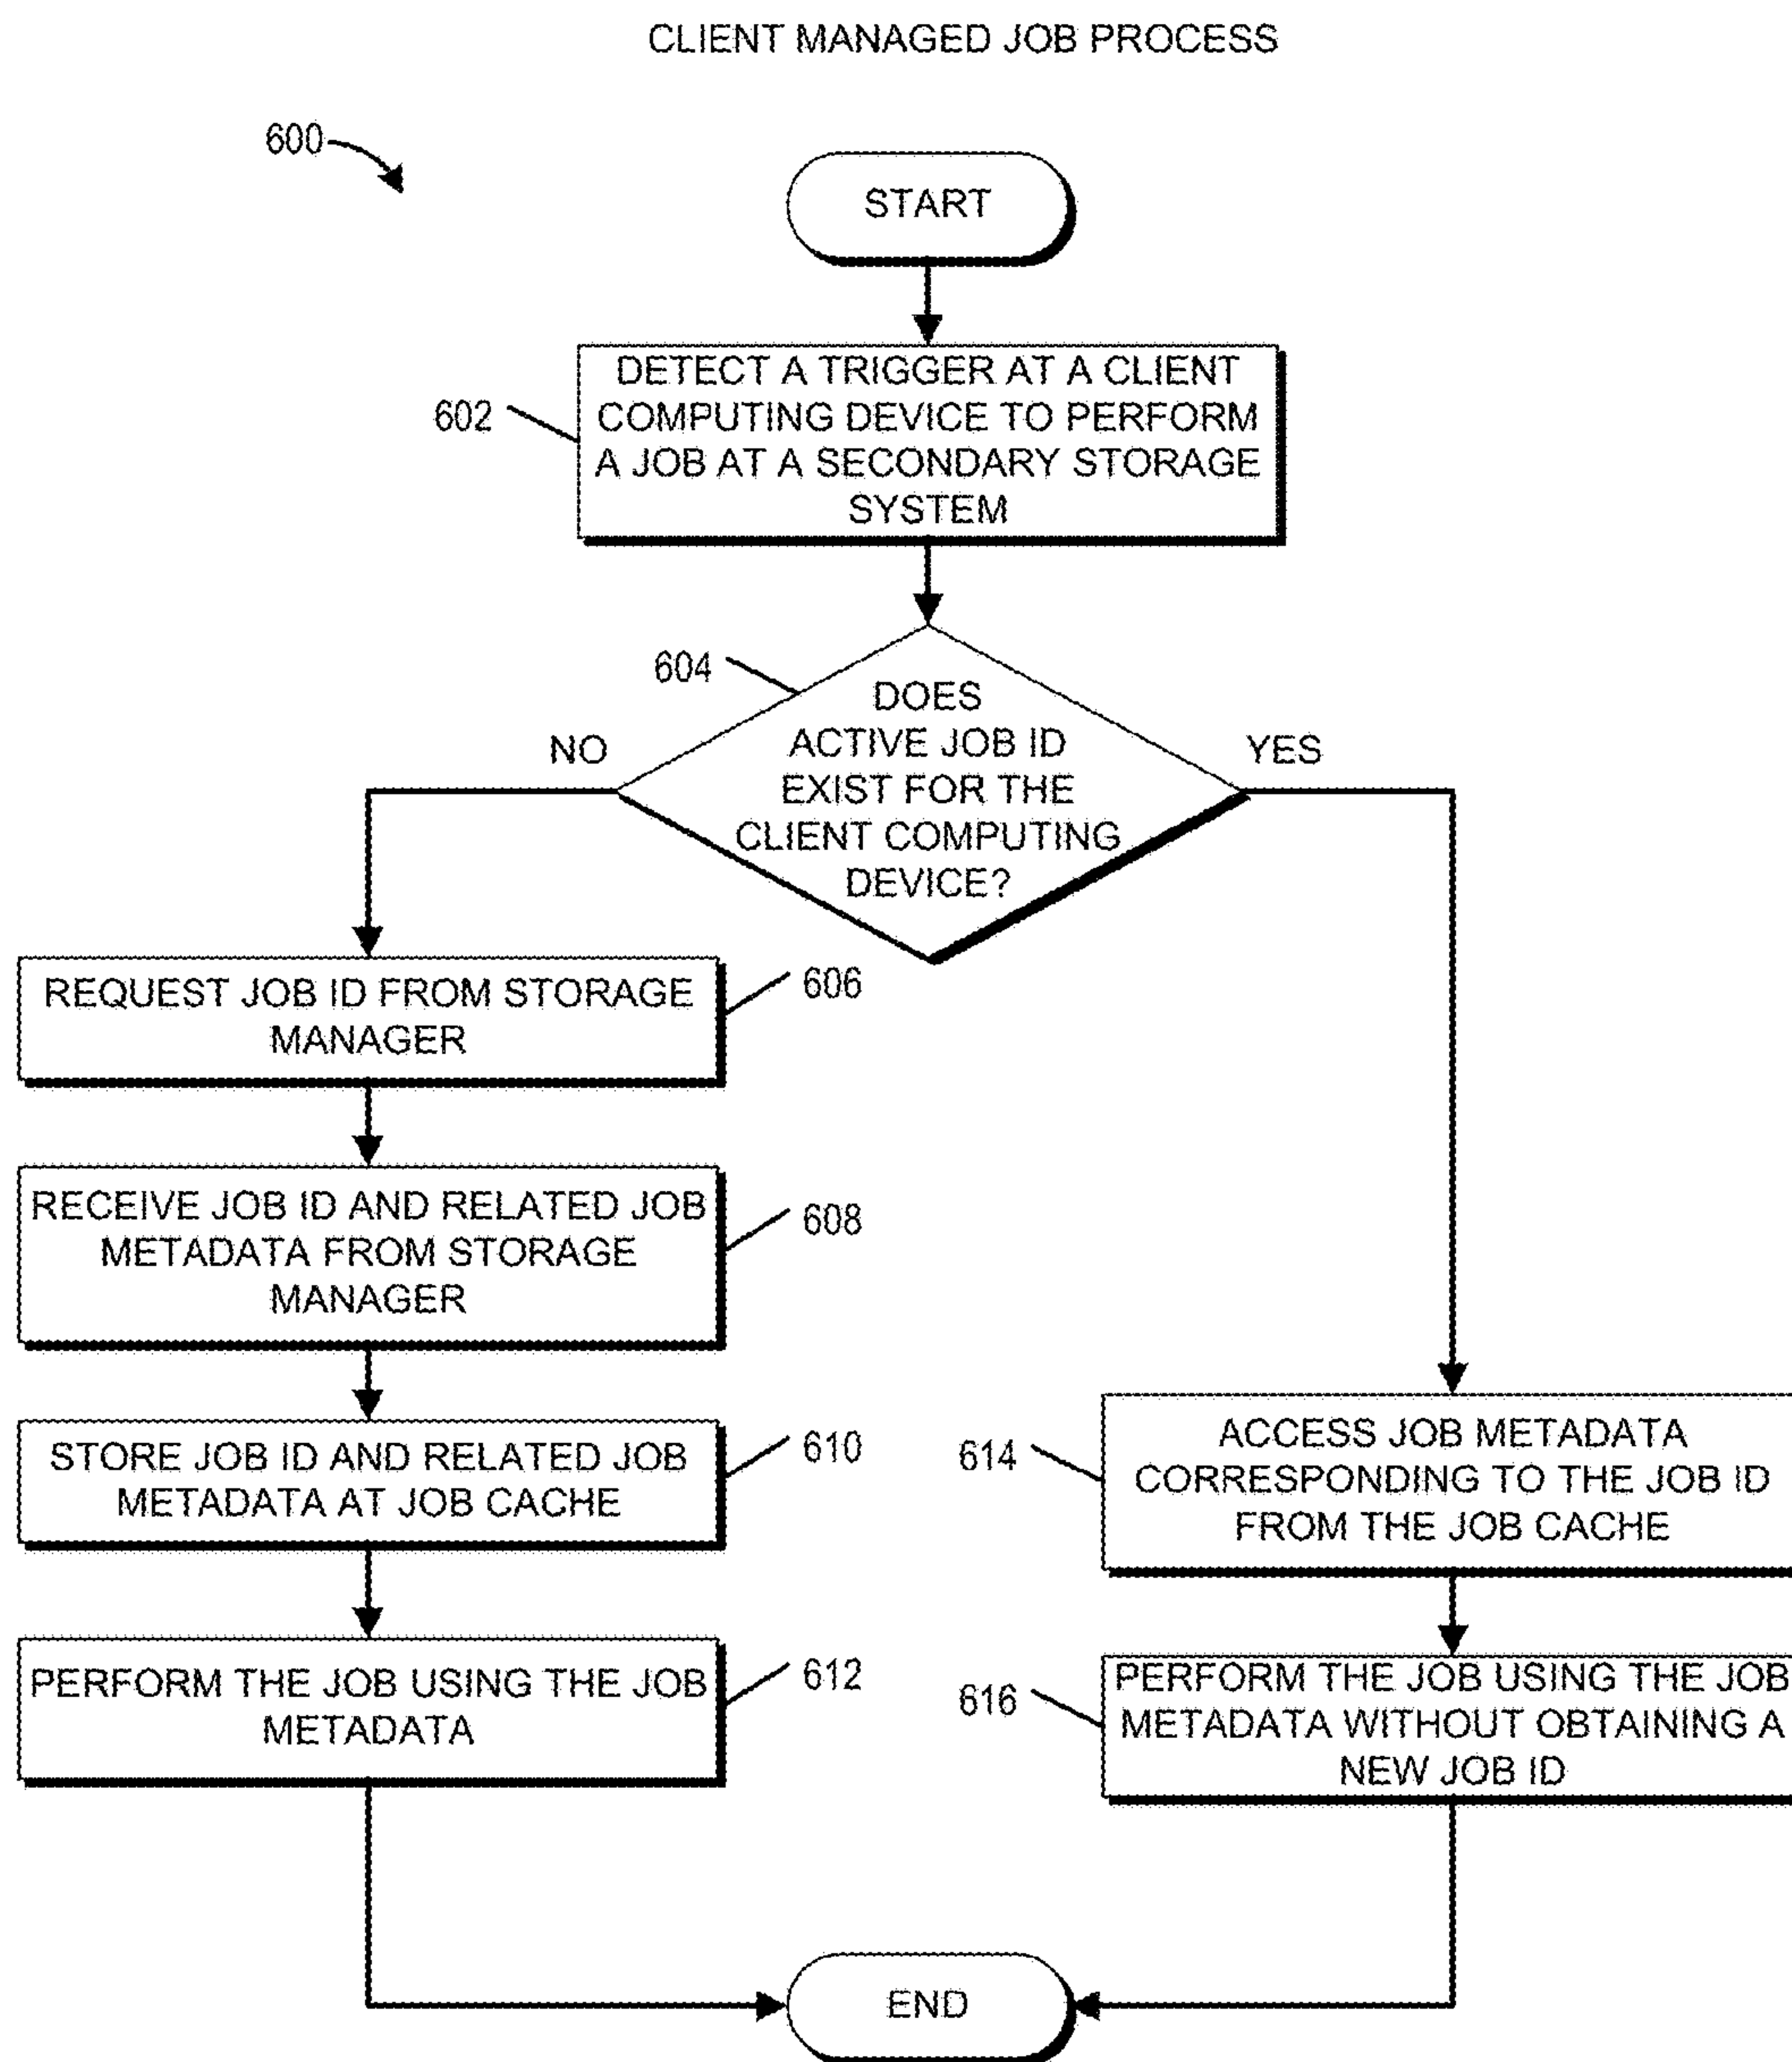 CLIENT MANAGED JOB PROCESS
600
START
602
DETECT A TRIGGER AT A CLIENT
COMPUTING DEVICE TO PERFORM
A JOB AT A SECONDARY STORAGE
SYSTEM
604
DOES
ACTIVE JOB ID
EXIST FOR THE
CLIENT COMPUTING
DEVICE?
NO
YES
REQUEST JOB ID FROM STORAGE
MANAGER
606
RECEIVE JOB ID AND RELATED JOB
METADATA FROM STORAGE
MANAGER
608
STORE JOB ID AND RELATED JOB
METADATA AT JOB CACHE
610
PERFORM THE JOB USING THE JOB
METADATA
612
614
ACCESS JOB METADATA
CORRESPONDING TO THE JOB ID
FROM THE JOB CACHE
616
PERFORM THE JOB USING THE JOB
METADATA WITHOUT OBTAINING A
NEW JOB ID
END